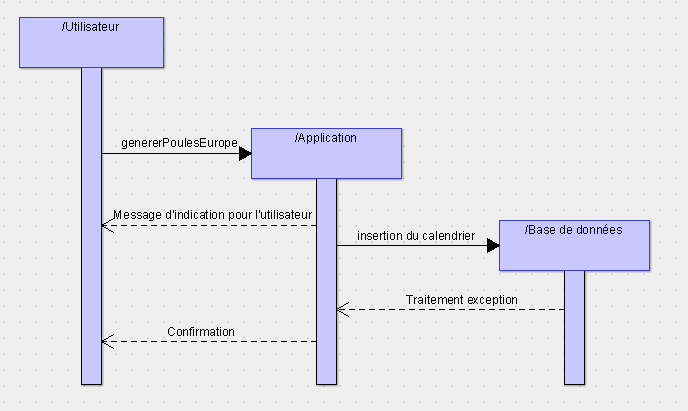 /Utilisateur
genererPoulesEurope
/Application
Message d'indication pour l'utilisateur
insertion du calendrier
/Base de données
Traitement exception
Confirmation